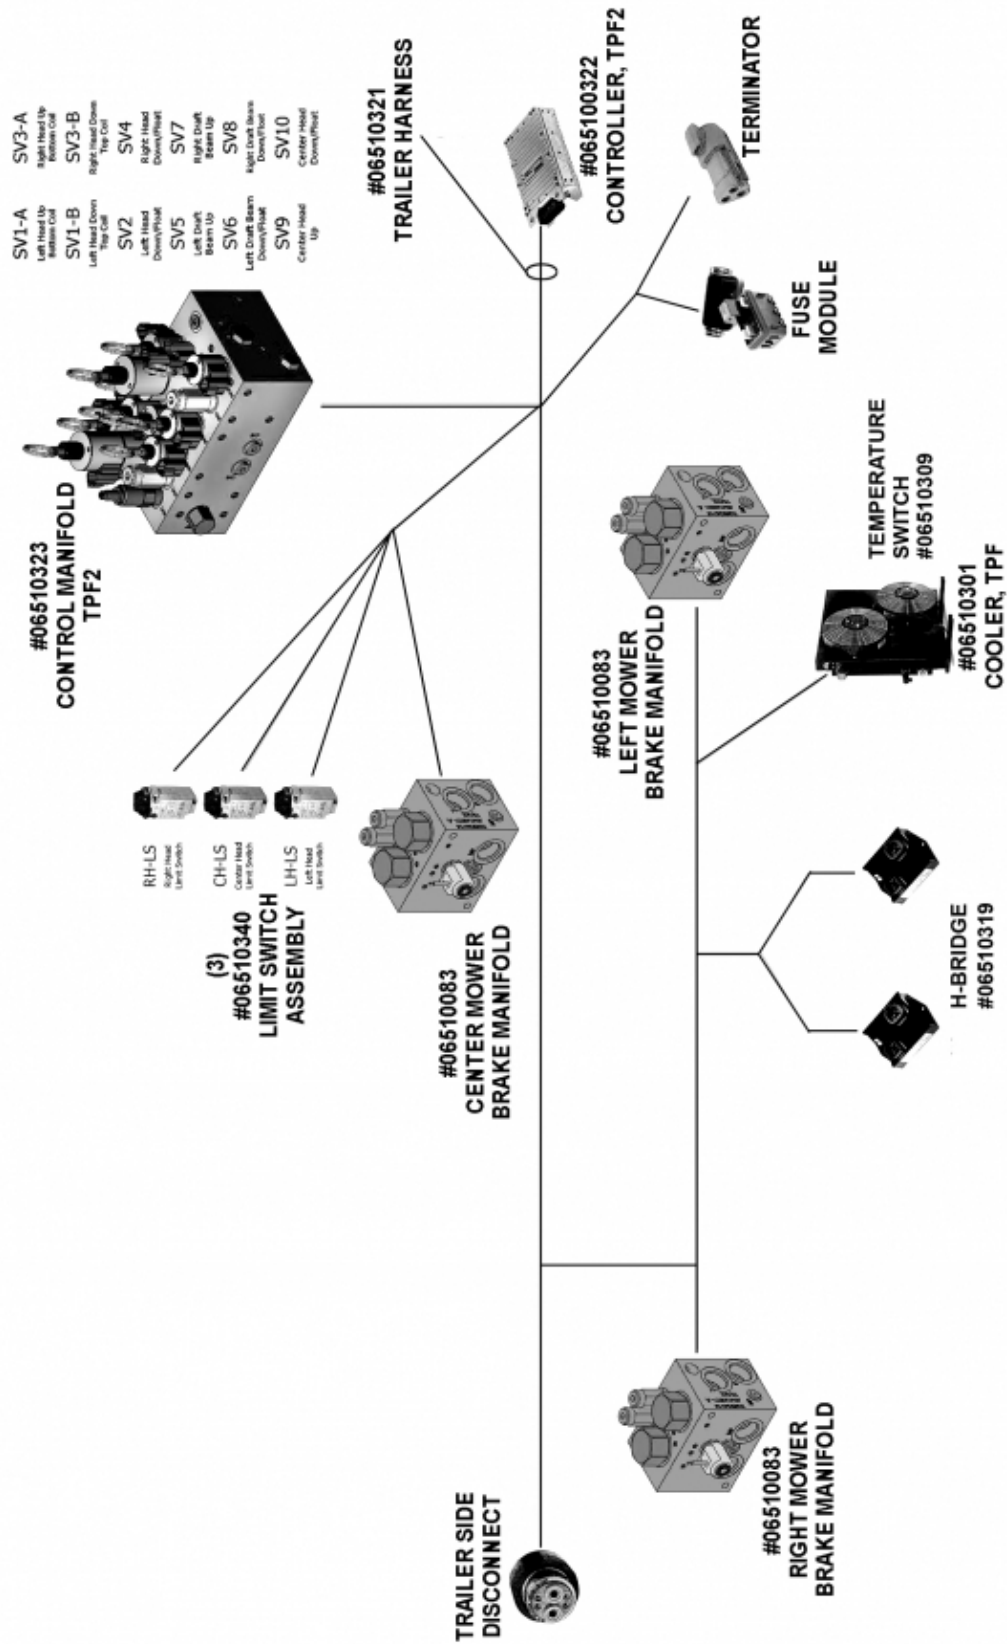 #06510323
CONTROL MANIFOLD
TPF2
SV1-A
Left Head Up
Bottom Coil
SV1-B
Left Head Down
Top Coil
SV2
Left Head
Down/Float
SV5
Left Draft
Beam Up
SV6
Left Draft Beam
Down/Float
SV9
Center Head
Up
SV3-A
Right Head Up
Bottom Coil
SV3-B
Right Head Down
Top Coil
SV4
Right Head
Down/Float
SV7
Right Draft
Beam Up
SV8
Right Draft Beam
Down/Float
SV10
Center Head
Down/Float
RH-LS
Right Head
Limit Switch
CH-LS
Center Head
Limit Switch
LH-LS
Left Head
Limit Switch
(3)
#06510340
LIMIT SWITCH
ASSEMBLY
#06510321
TRAILER HARNESS
#06510083
CENTER MOWER
BRAKE MANIFOLD
TRAILER SIDE
DISCONNECT
#065100322
CONTROLLER, TPF2
#06510083
LEFT MOWER
BRAKE MANIFOLD
TERMINATOR
FUSE
MODULE
#06510083
RIGHT MOWER
BRAKE MANIFOLD
TEMPERATURE
SWITCH
#06510309
#06510301
COOLER, TPF
H-BRIDGE
#06510319